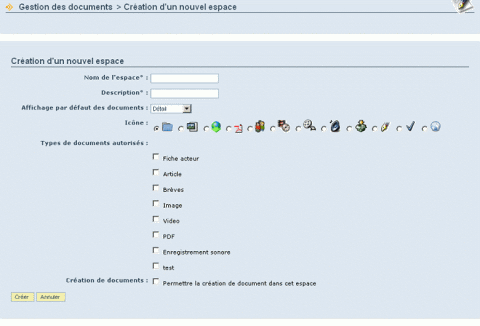 Gestion des documents > Création d'un nouvel espace
Création d'un nouvel espace
Nom de l'espace* :
Description* :
Affichage par défaut des documents : Détail
Icône :
Types de documents autorisés :
Fiche acteur
Article
Brèves
Image
Video
PDF
Enregistrement sonore
test
Création de documents : Permettre la création de document dans cet espace
Créer Annuler